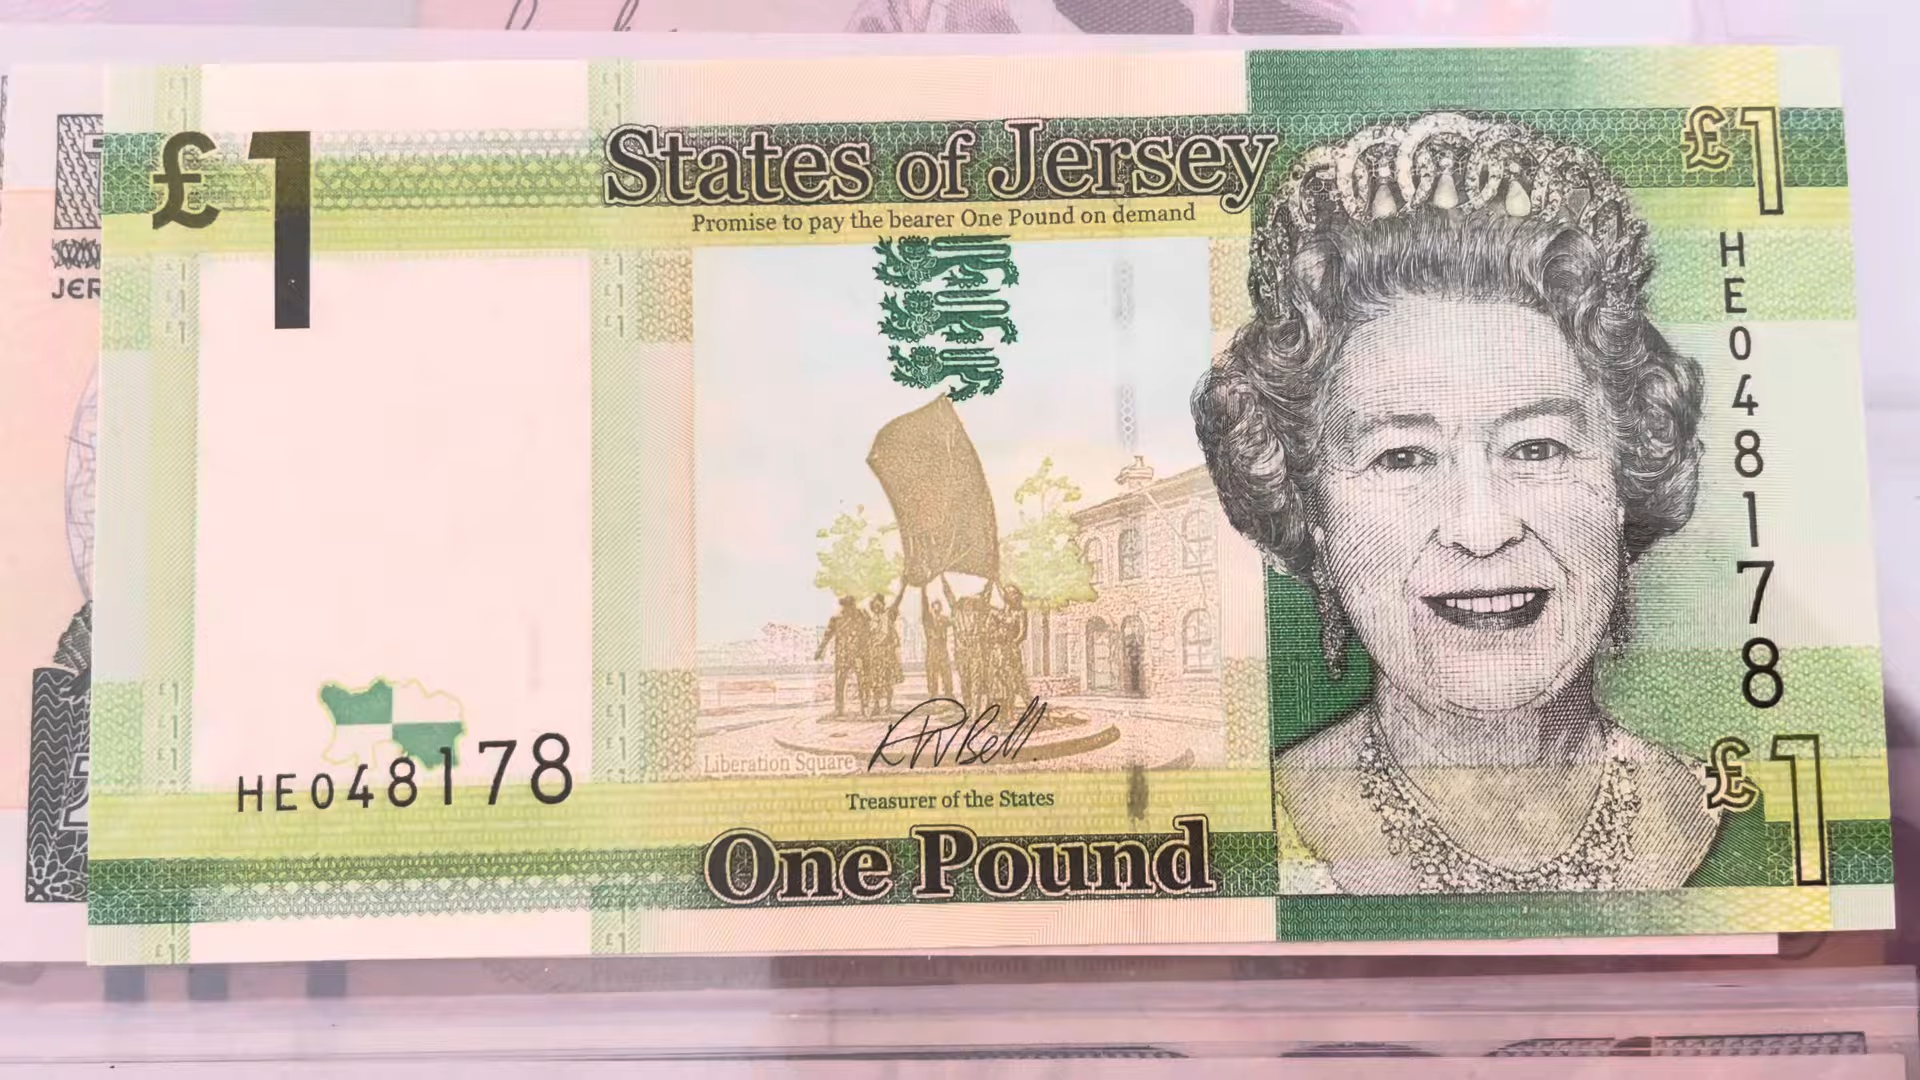 £1
States of Jersey
£1
Promise to pay the bearer One Pound on demand
HE048178
JER
Liberation Square
RWBell
HE048178
Treasurer of the States
£1
One Pound